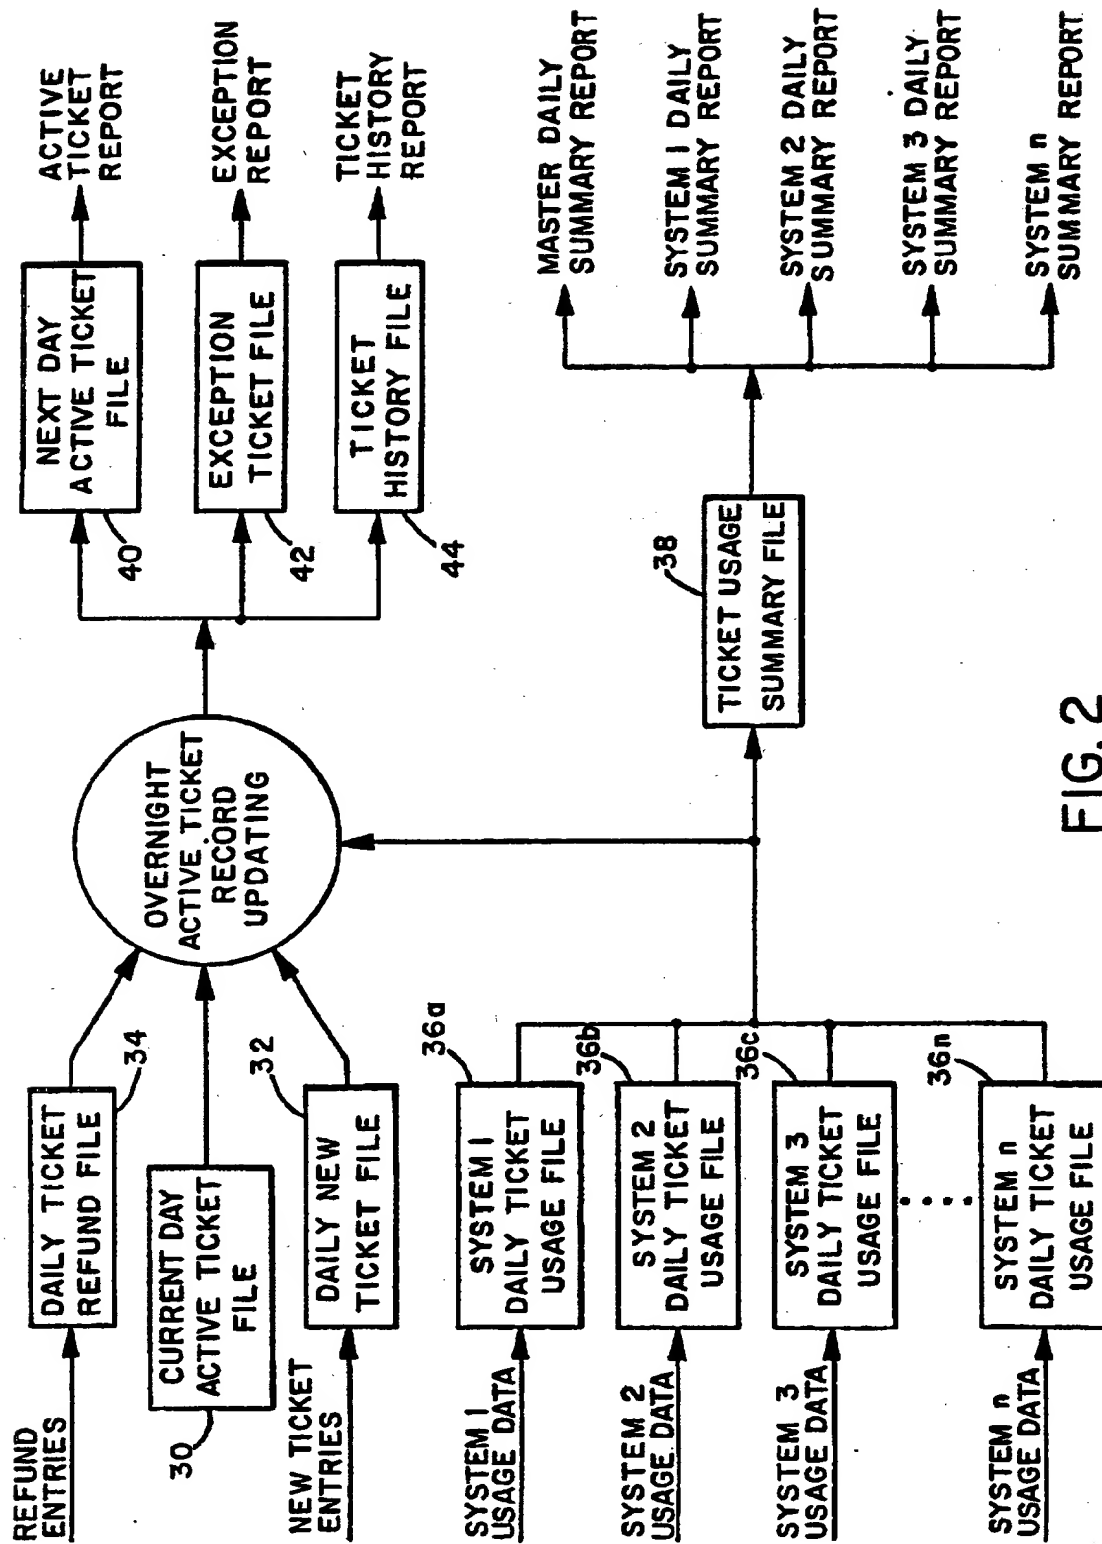 REFUND
ENTRIES
DAILY TICKET
REFUND FILE
34
CURRENT DAY
ACTIVE TICKET
FILE
30
NEW TICKET
ENTRIES
DAILY NEW
TICKET FILE
32
OVERNIGHT
ACTIVE TICKET
RECORD
UPDATING
NEXT DAY
ACTIVE TICKET
FILE
40
ACTIVE
TICKET
REPORT
EXCEPTION
TICKET FILE
42
EXCEPTION
REPORT
TICKET
HISTORY FILE
44
TICKET
HISTORY
REPORT
SYSTEM 1
USAGE DATA
SYSTEM 1
DAILY TICKET
USAGE FILE
36a
SYSTEM 2
USAGE DATA
SYSTEM 2
DAILY TICKET
USAGE FILE
36b
SYSTEM 3
USAGE DATA
SYSTEM 3
DAILY TICKET
USAGE FILE
36c
SYSTEM n
USAGE DATA
SYSTEM n
DAILY TICKET
USAGE FILE
36n
TICKET USAGE
SUMMARY FILE
38
MASTER DAILY
SUMMARY REPORT
SYSTEM 1 DAILY
SUMMARY REPORT
SYSTEM 2 DAILY
SUMMARY REPORT
SYSTEM 3 DAILY
SUMMARY REPORT
SYSTEM n
SUMMARY REPORT
FIG. 2